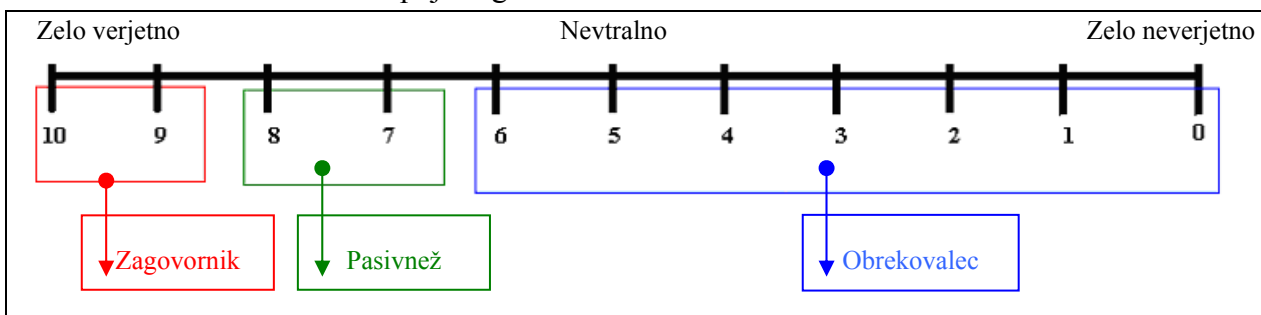 Zelo verjetno Nevtralno Zelo neverjetno
10 9 8 7 6 5 4 3 2 1 0
Zagovornik Pasivnež Obrekovalec